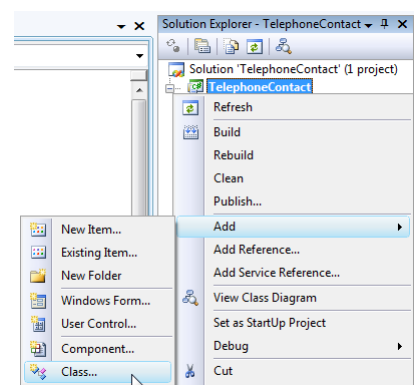 Solution Explorer - TelephoneContact
Solution 'TelephoneContact' (1 project)
TelephoneContact
Refresh
Build
Rebuild
Clean
Publish...
Add
Add Reference...
Add Service Reference...
View Class Diagram
Set as StartUp Project
Debug
Cut
New Item...
Existing Item...
New Folder
Windows Form...
User Control...
Component...
Class...